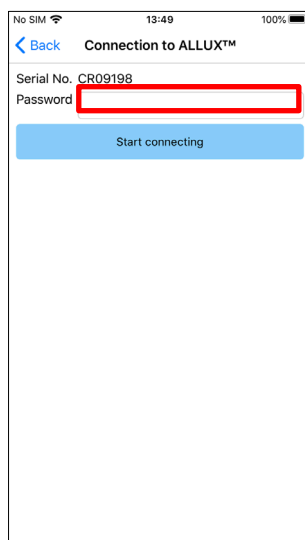 No SIM 13:49 100%
Back Connection to ALLUX™
Serial No. CR09198
Password
Start connecting